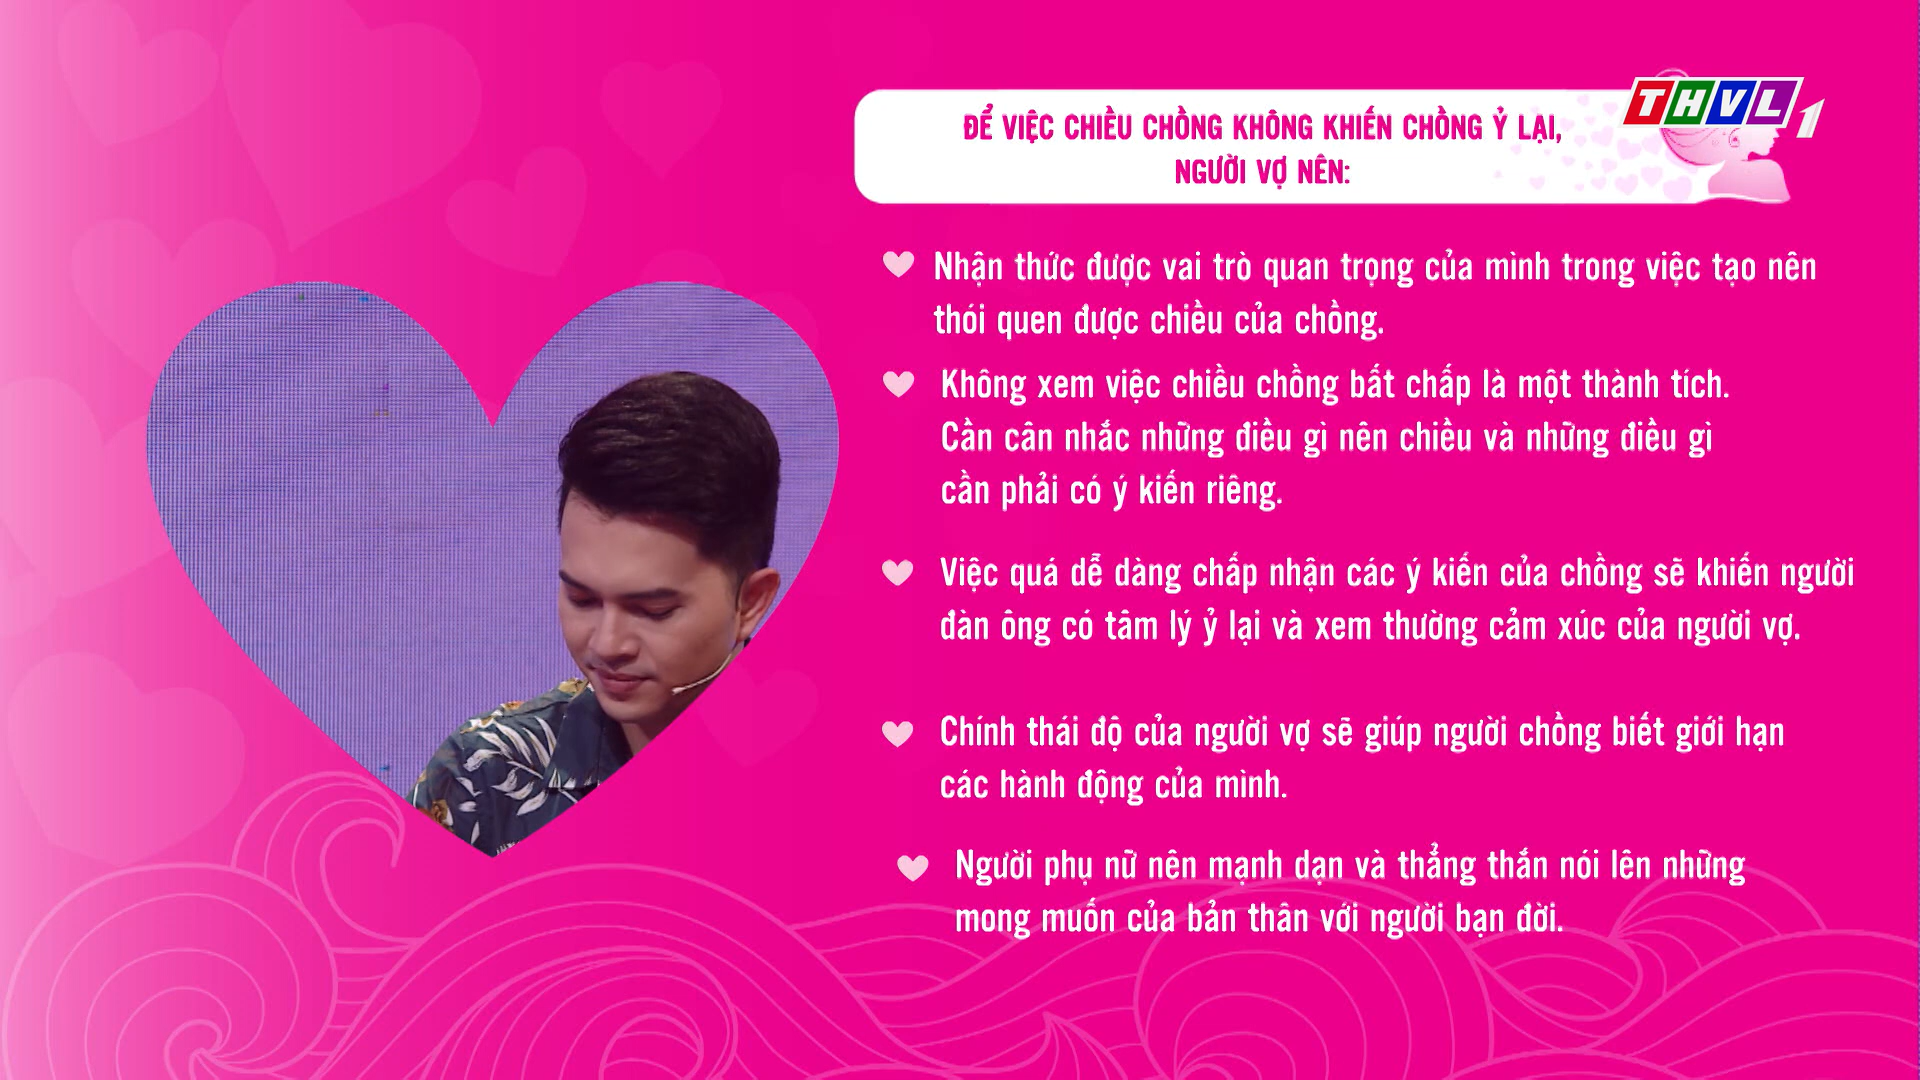 THVL1
ĐỂ VIỆC CHIỀU CHỒNG KHÔNG KHIẾN CHỒNG Ỷ LẠI,
NGƯỜI VỢ NÊN:
Nhận thức được vai trò quan trọng của mình trong việc tạo nên
thói quen được chiều của chồng.
Không xem việc chiều chồng bất chấp là một thành tích.
Cần cân nhắc những điều gì nên chiều và những điều gì
cần phải có ý kiến riêng.
Việc quá dễ dàng chấp nhận các ý kiến của chồng sẽ khiến người
đàn ông có tâm lý ỷ lại và xem thường cảm xúc của người vợ.
Chính thái độ của người vợ sẽ giúp người chồng biết giới hạn
các hành động của mình.
Người phụ nữ nên mạnh dạn và thẳng thắn nói lên những
mong muốn của bản thân với người bạn đời.